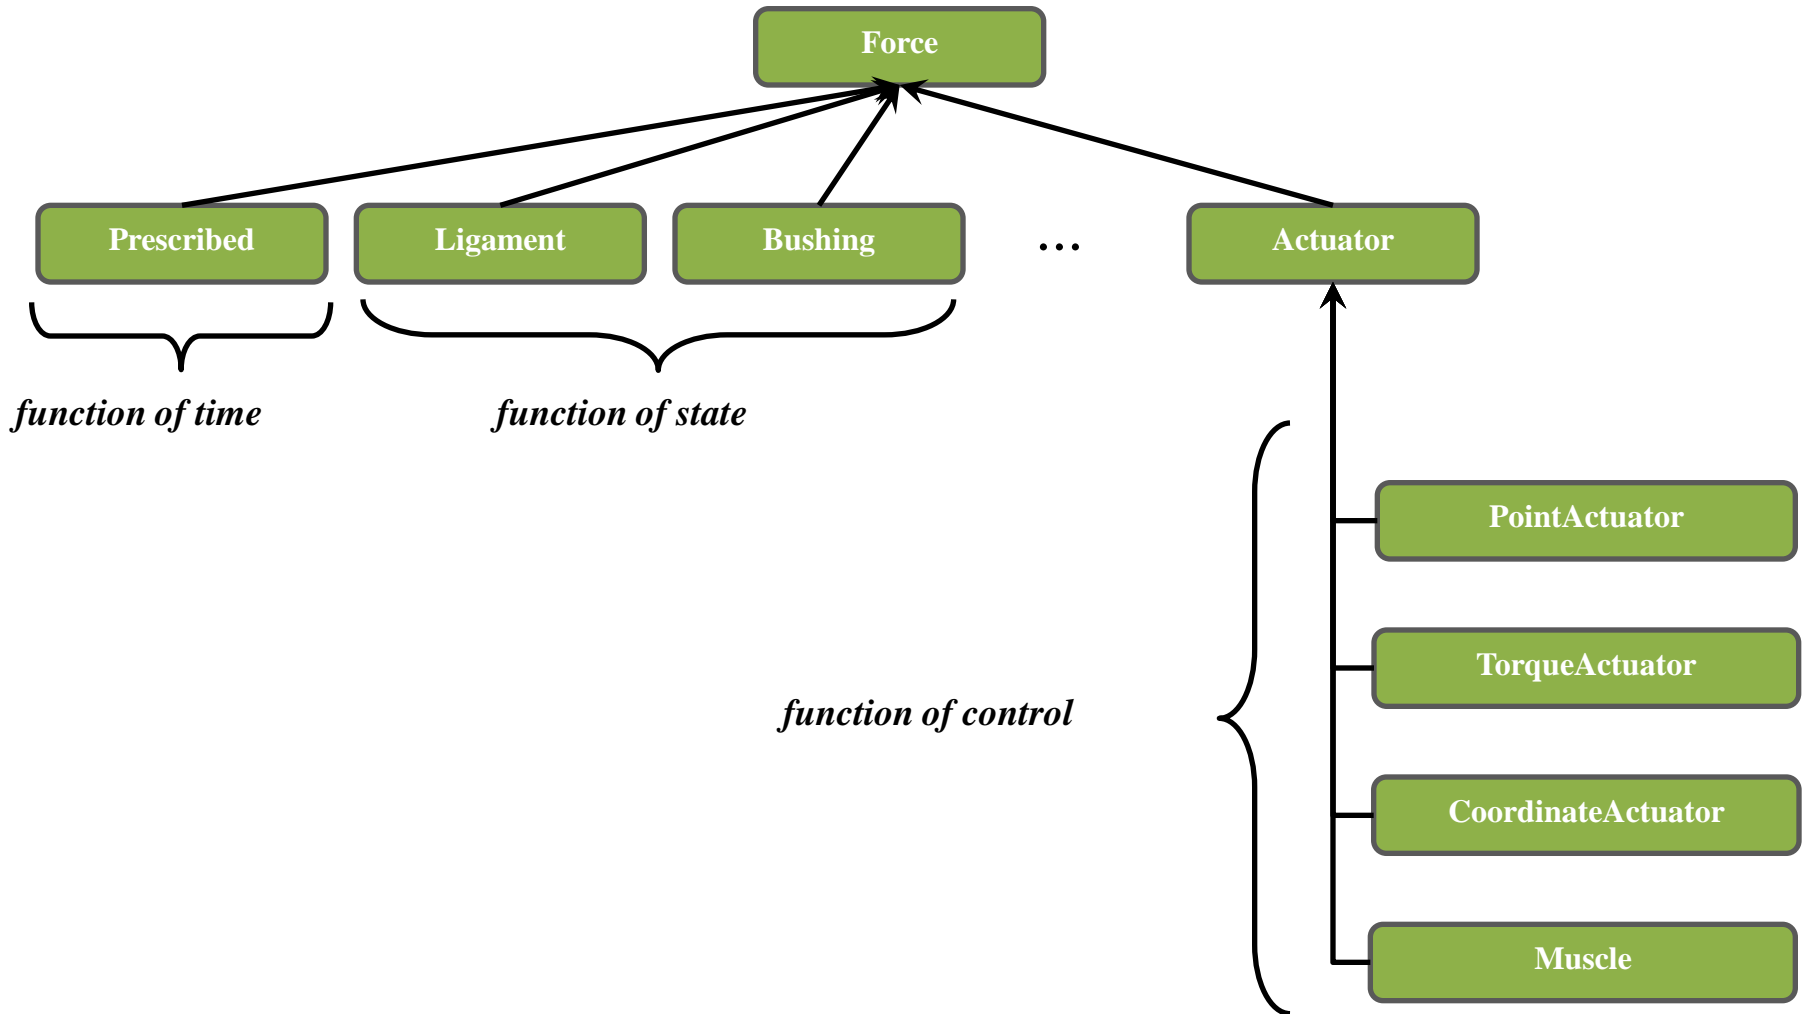 Force
Prescribed
Ligament
Bushing
...
Actuator
function of time
function of state
PointActuator
TorqueActuator
function of control
CoordinateActuator
Muscle